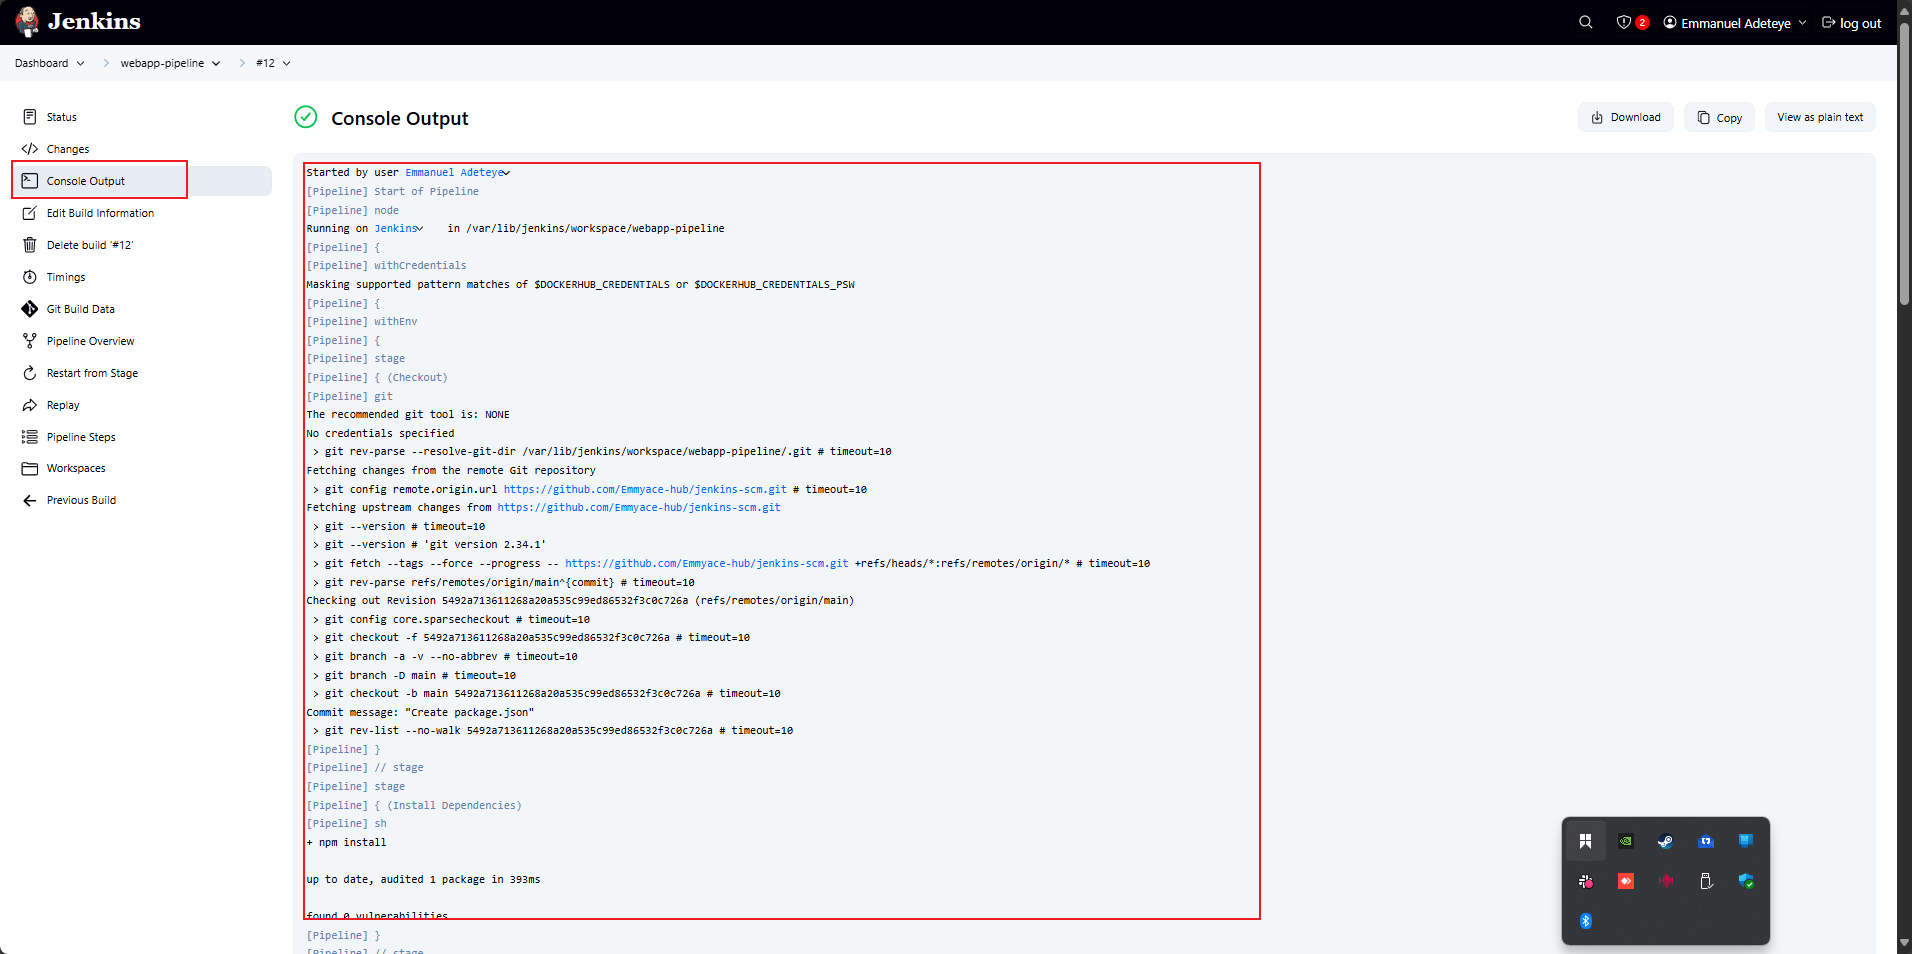 Jenkins
2
Emmanuel Adeteye
log out
Dashboard
webapp-pipeline
#12
Status
Changes
Console Output
Edit Build Information
Delete build ‘#12’
Timings
Git Build Data
Pipeline Overview
Restart from Stage
Replay
Pipeline Steps
Workspaces
Previous Build
Console Output
Download
Copy
View as plain text
Started by user Emmanuel Adeteye
[Pipeline] Start of Pipeline
[Pipeline] node
Running on Jenkins in /var/lib/jenkins/workspace/webapp-pipeline
[Pipeline] {
[Pipeline] withCredentials
Masking supported pattern matches of $DOCKERHUB_CREDENTIALS or $DOCKERHUB_CREDENTIALS_PSW
[Pipeline] {
[Pipeline] withEnv
[Pipeline] {
[Pipeline] stage
[Pipeline] { (Checkout)
[Pipeline] git
The recommended git tool is: NONE
No credentials specified
> git rev-parse --resolve-git-dir /var/lib/jenkins/workspace/webapp-pipeline/.git # timeout=10
Fetching changes from the remote Git repository
> git config remote.origin.url https://github.com/Emmyace-hub/jenkins-scm.git # timeout=10
Fetching upstream changes from https://github.com/Emmyace-hub/jenkins-scm.git
> git --version # timeout=10
> git --version # 'git version 2.34.1'
> git fetch --tags --force --progress -- https://github.com/Emmyace-hub/jenkins-scm.git +refs/heads/*:refs/remotes/origin/* # timeout=10
> git rev-parse refs/remotes/origin/main^{commit} # timeout=10
Checking out Revision 5492a713611268a20a535c99ed86532f3c0c726a (refs/remotes/origin/main)
> git config core.sparsecheckout # timeout=10
> git checkout -f 5492a713611268a20a535c99ed86532f3c0c726a # timeout=10
> git branch -a -v --no-abbrev # timeout=10
> git branch -D main # timeout=10
> git checkout -b main 5492a713611268a20a535c99ed86532f3c0c726a # timeout=10
Commit message: "Create package.json"
> git rev-list --no-walk 5492a713611268a20a535c99ed86532f3c0c726a # timeout=10
[Pipeline] }
[Pipeline] // stage
[Pipeline] stage
[Pipeline] { (Install Dependencies)
[Pipeline] sh
+ npm install
up to date, audited 1 package in 393ms
found 0 vulnerabilities
[Pipeline] }
[Pipeline] // stage